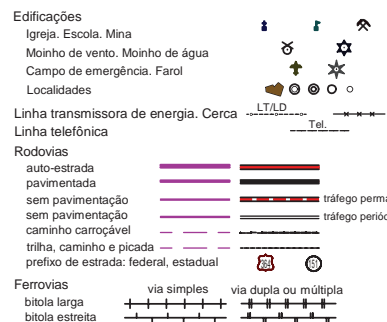 Edificações
Igreja. Escola. Mina
Moinho de vento. Moinho de água
Campo de emergência. Farol
Localidades
Linha transmissora de energia. Cerca LT/LD
Linha telefônica Tel.
Rodovias
auto-estrada
pavimentada
sem pavimentação tráfego perma
sem pavimentação tráfego periód
caminho carroçável
trilha, caminho e picada
prefixo de estrada: federal, estadual 364 151
Ferrovias
via simples via dupla ou múltipla
bitola larga
bitola estreita